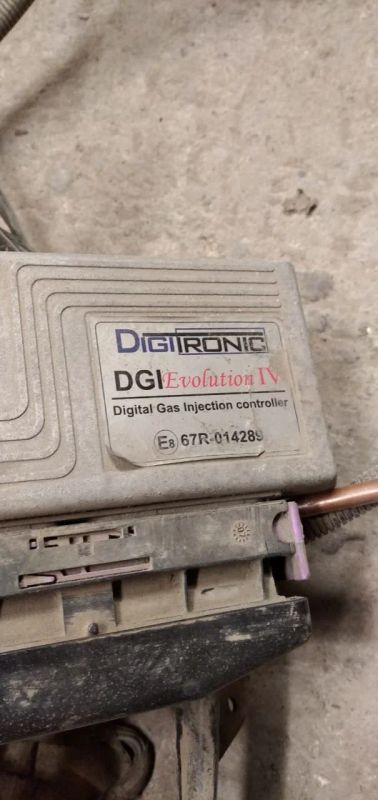 DIGITRONIC
DGI Evolution IV
Digital Gas Injection controller
E8 67R-014289